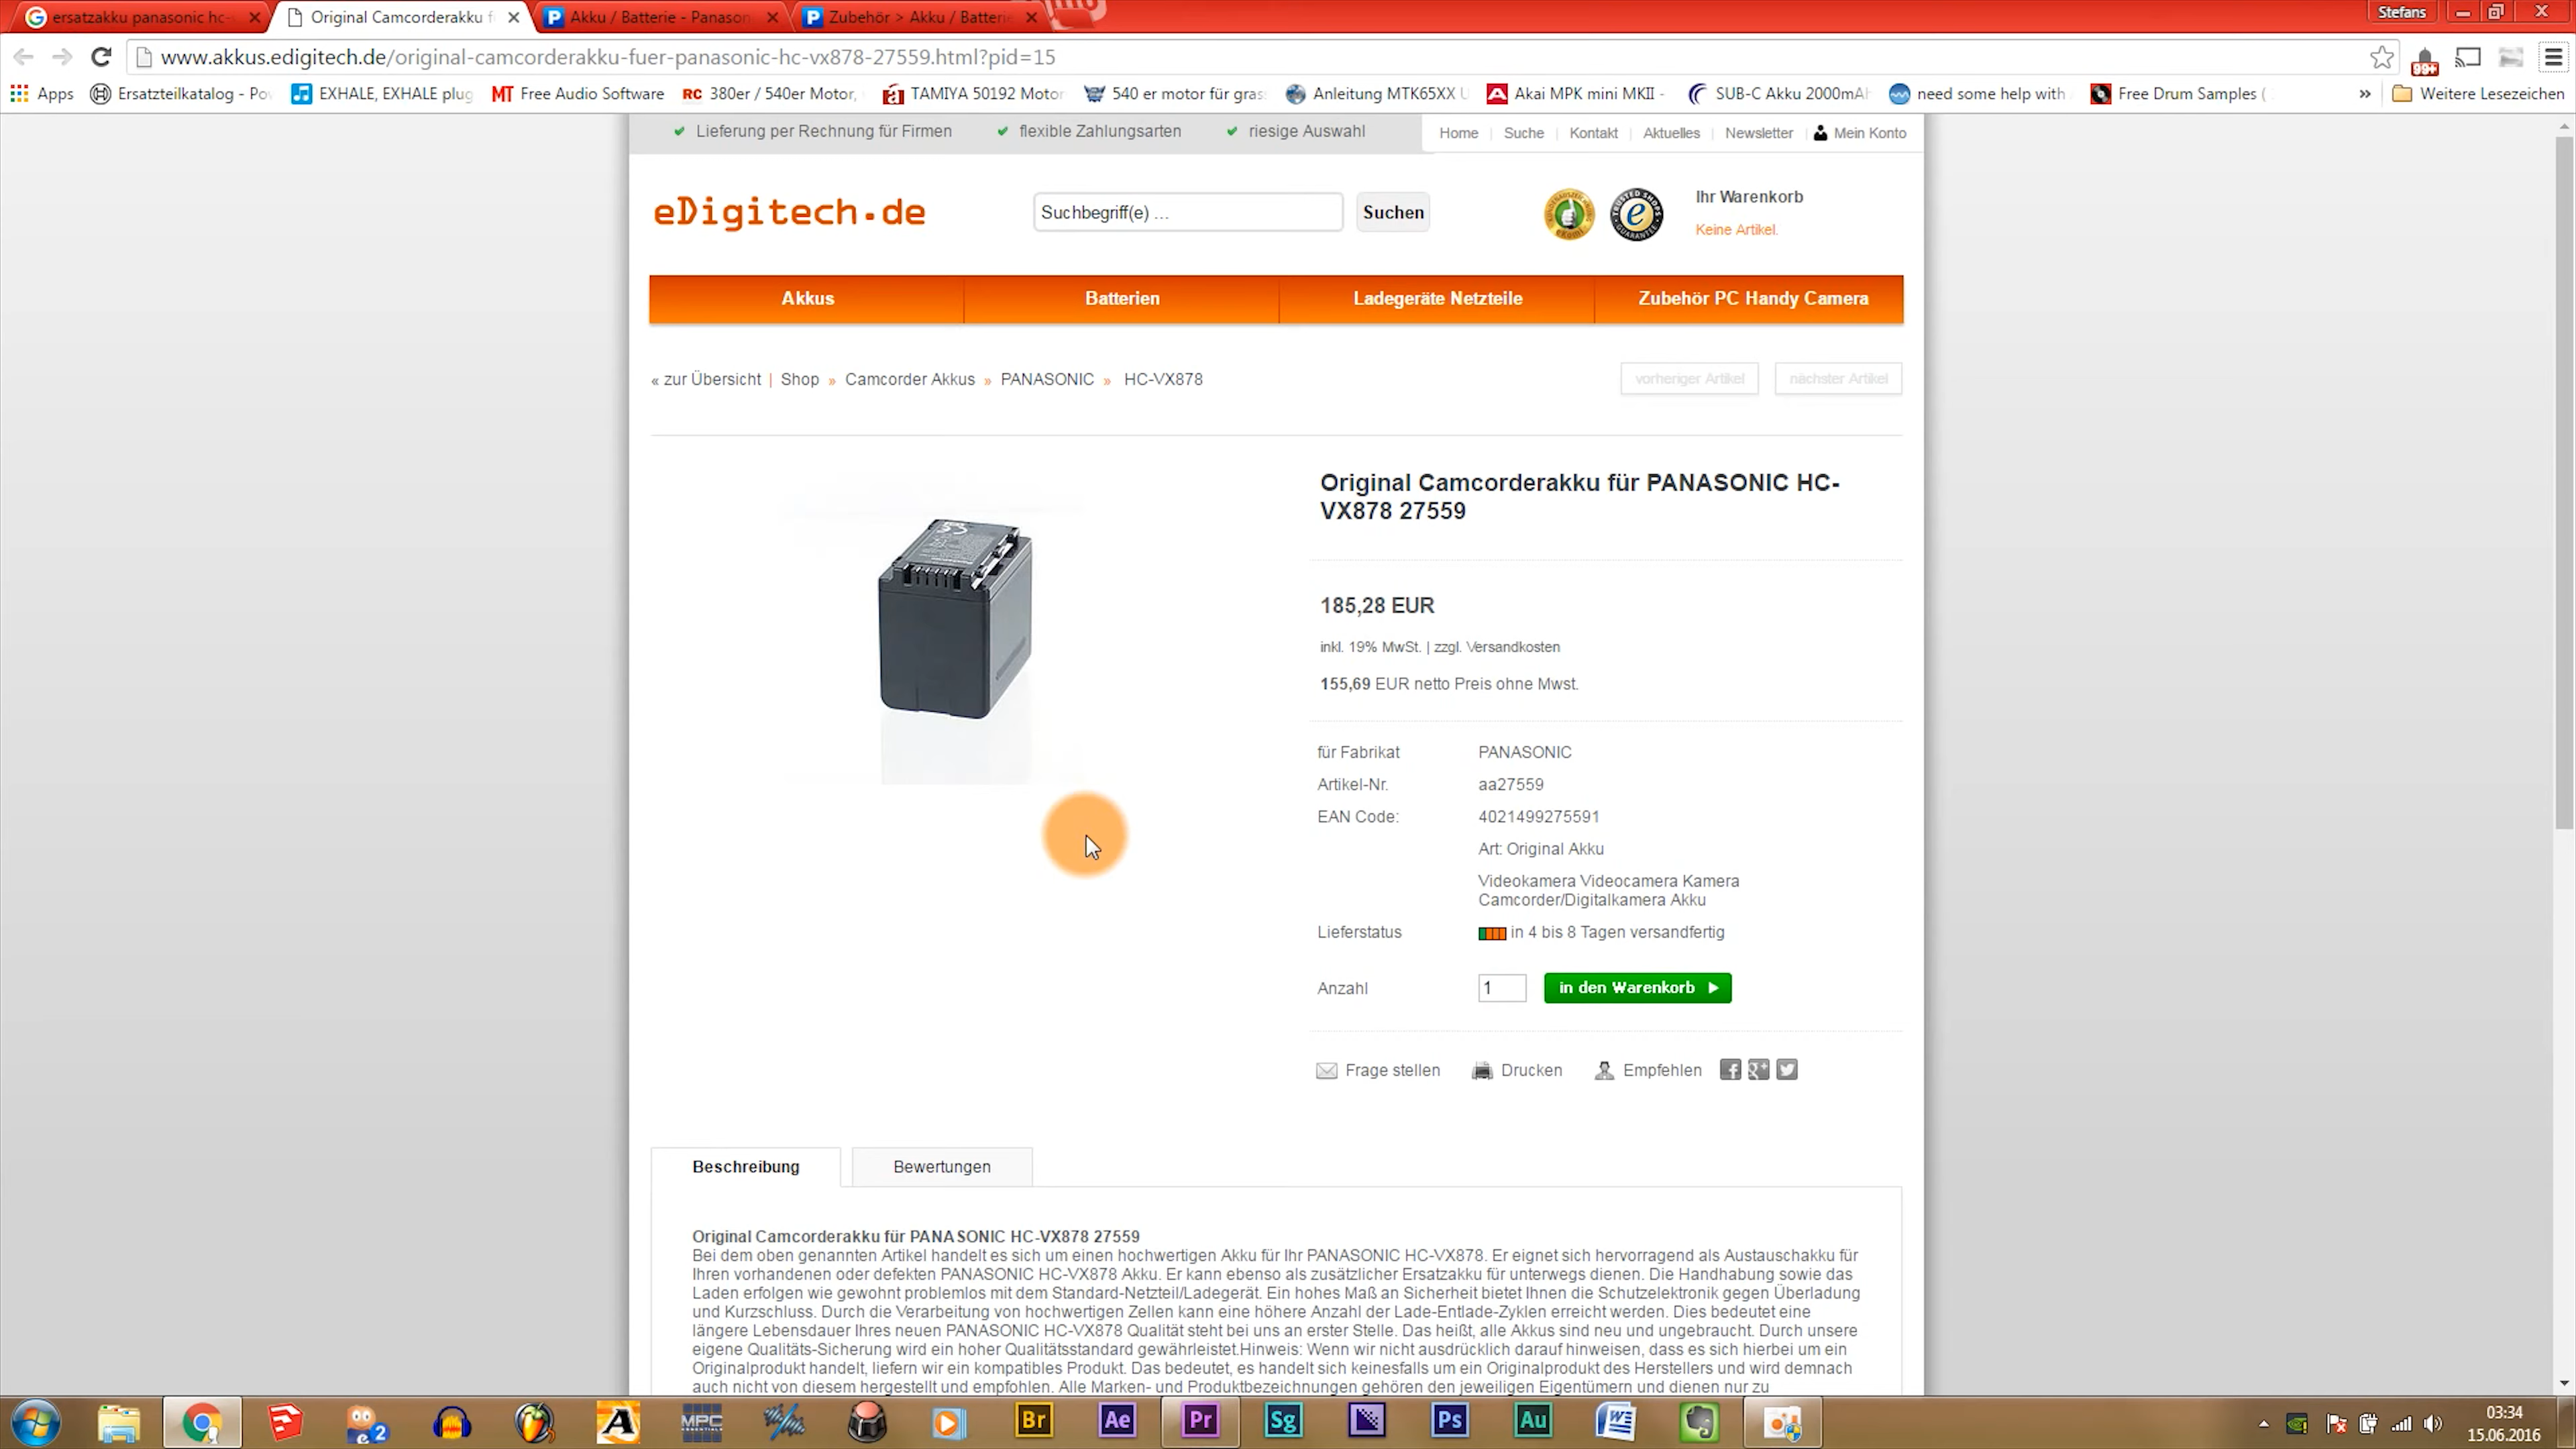 ersatzakku panasonic hc-
Original Camcorderakku f
Akku / Batterie - Panason
Zubehör > Akku / Batterie
Stefans
www.akkus.edigitech.de/original-camcorderakku-fuer-panasonic-hc-vx878-27559.html?pid=15
99+
Apps
Ersatzteilkatalog - Po
EXHALE, EXHALE plug
MT Free Audio Software
RC 380er / 540er Motor,
TAMIYA 50192 Motor
540 er motor für gras
Anleitung MTK65XX U
Akai MPK mini MKII -
SUB-C Akku 2000mAh
need some help with
Free Drum Samples (
»
Weitere Lesezeichen
Lieferung per Rechnung für Firmen
flexible Zahlungsarten
riesige Auswahl
Home | Suche | Kontakt | Aktuelles | Newsletter | Mein Konto
eDigitech.de
Suchbegriff(e) ...
Suchen
Ihr Warenkorb
Keine Artikel.
Akkus
Batterien
Ladegeräte Netzteile
Zubehör PC Handy Camera
« zur Übersicht | Shop » Camcorder Akkus » PANASONIC » HC-VX878
vorheriger Artikel
nächster Artikel
Original Camcorderakku für PANASONIC HC-
VX878 27559
185,28 EUR
inkl. 19% MwSt. | zzgl. Versandkosten
155,69 EUR netto Preis ohne Mwst.
für Fabrikat PANASONIC
Artikel-Nr. aa27559
EAN Code: 4021499275591
Art: Original Akku
Videokamera Videocamera Kamera
Camcorder/Digitalkamera Akku
Lieferstatus in 4 bis 8 Tagen versandfertig
Anzahl 1 in den Warenkorb
Frage stellen
Drucken
Empfehlen
Beschreibung
Bewertungen
Original Camcorderakku für PANASONIC HC-VX878 27559
Bei dem oben genannten Artikel handelt es sich um einen hochwertigen Akku für Ihr PANASONIC HC-VX878. Er eignet sich hervorragend als Austauschakku für
Ihren vorhandenen oder defekten PANASONIC HC-VX878 Akku. Er kann ebenso als zusätzlicher Ersatzakku für unterwegs dienen. Die Handhabung sowie das
Laden erfolgen wie gewohnt problemlos mit dem Standard-Netzteil/Ladegerät. Ein hohes Maß an Sicherheit bietet Ihnen die Schutzelektronik gegen Überladung
und Kurzschluss. Durch die Verarbeitung von hochwertigen Zellen kann eine höhere Anzahl der Lade-Entlade-Zyklen erreicht werden. Dies bedeutet eine
längere Lebensdauer Ihres neuen PANASONIC HC-VX878 Qualität steht bei uns an erster Stelle. Das heißt, alle Akkus sind neu und ungebraucht. Durch unsere
eigene Qualitäts-Sicherung wird ein hoher Qualitätsstandard gewährleistet.Hinweis: Wenn wir nicht ausdrücklich darauf hinweisen, dass es sich hierbei um ein
Originalprodukt handelt, liefern wir ein kompatibles Produkt. Das bedeutet, es handelt sich keinesfalls um ein Originalprodukt des Herstellers und wird demnach
auch nicht von diesem hergestellt und empfohlen. Alle Marken- und Produktbezeichnungen gehören den jeweiligen Eigentümern und dienen nur zu
2
MPC
Br
Ae
Pr
Sg
Ps
Au
03:34
15.06.2016